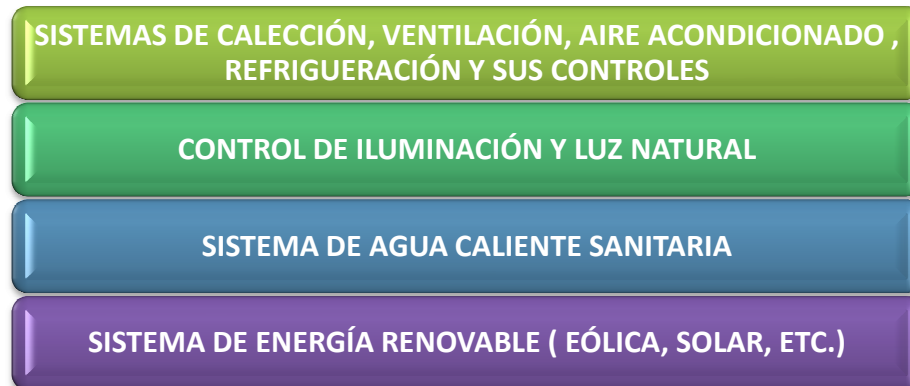 SISTEMAS DE CALECCIÓN, VENTILACIÓN, AIRE ACONDICIONADO ,
REFRIGUERACIÓN Y SUS CONTROLES
CONTROL DE ILUMINACIÓN Y LUZ NATURAL
SISTEMA DE AGUA CALIENTE SANITARIA
SISTEMA DE ENERGÍA RENOVABLE ( EÓLICA, SOLAR, ETC.)